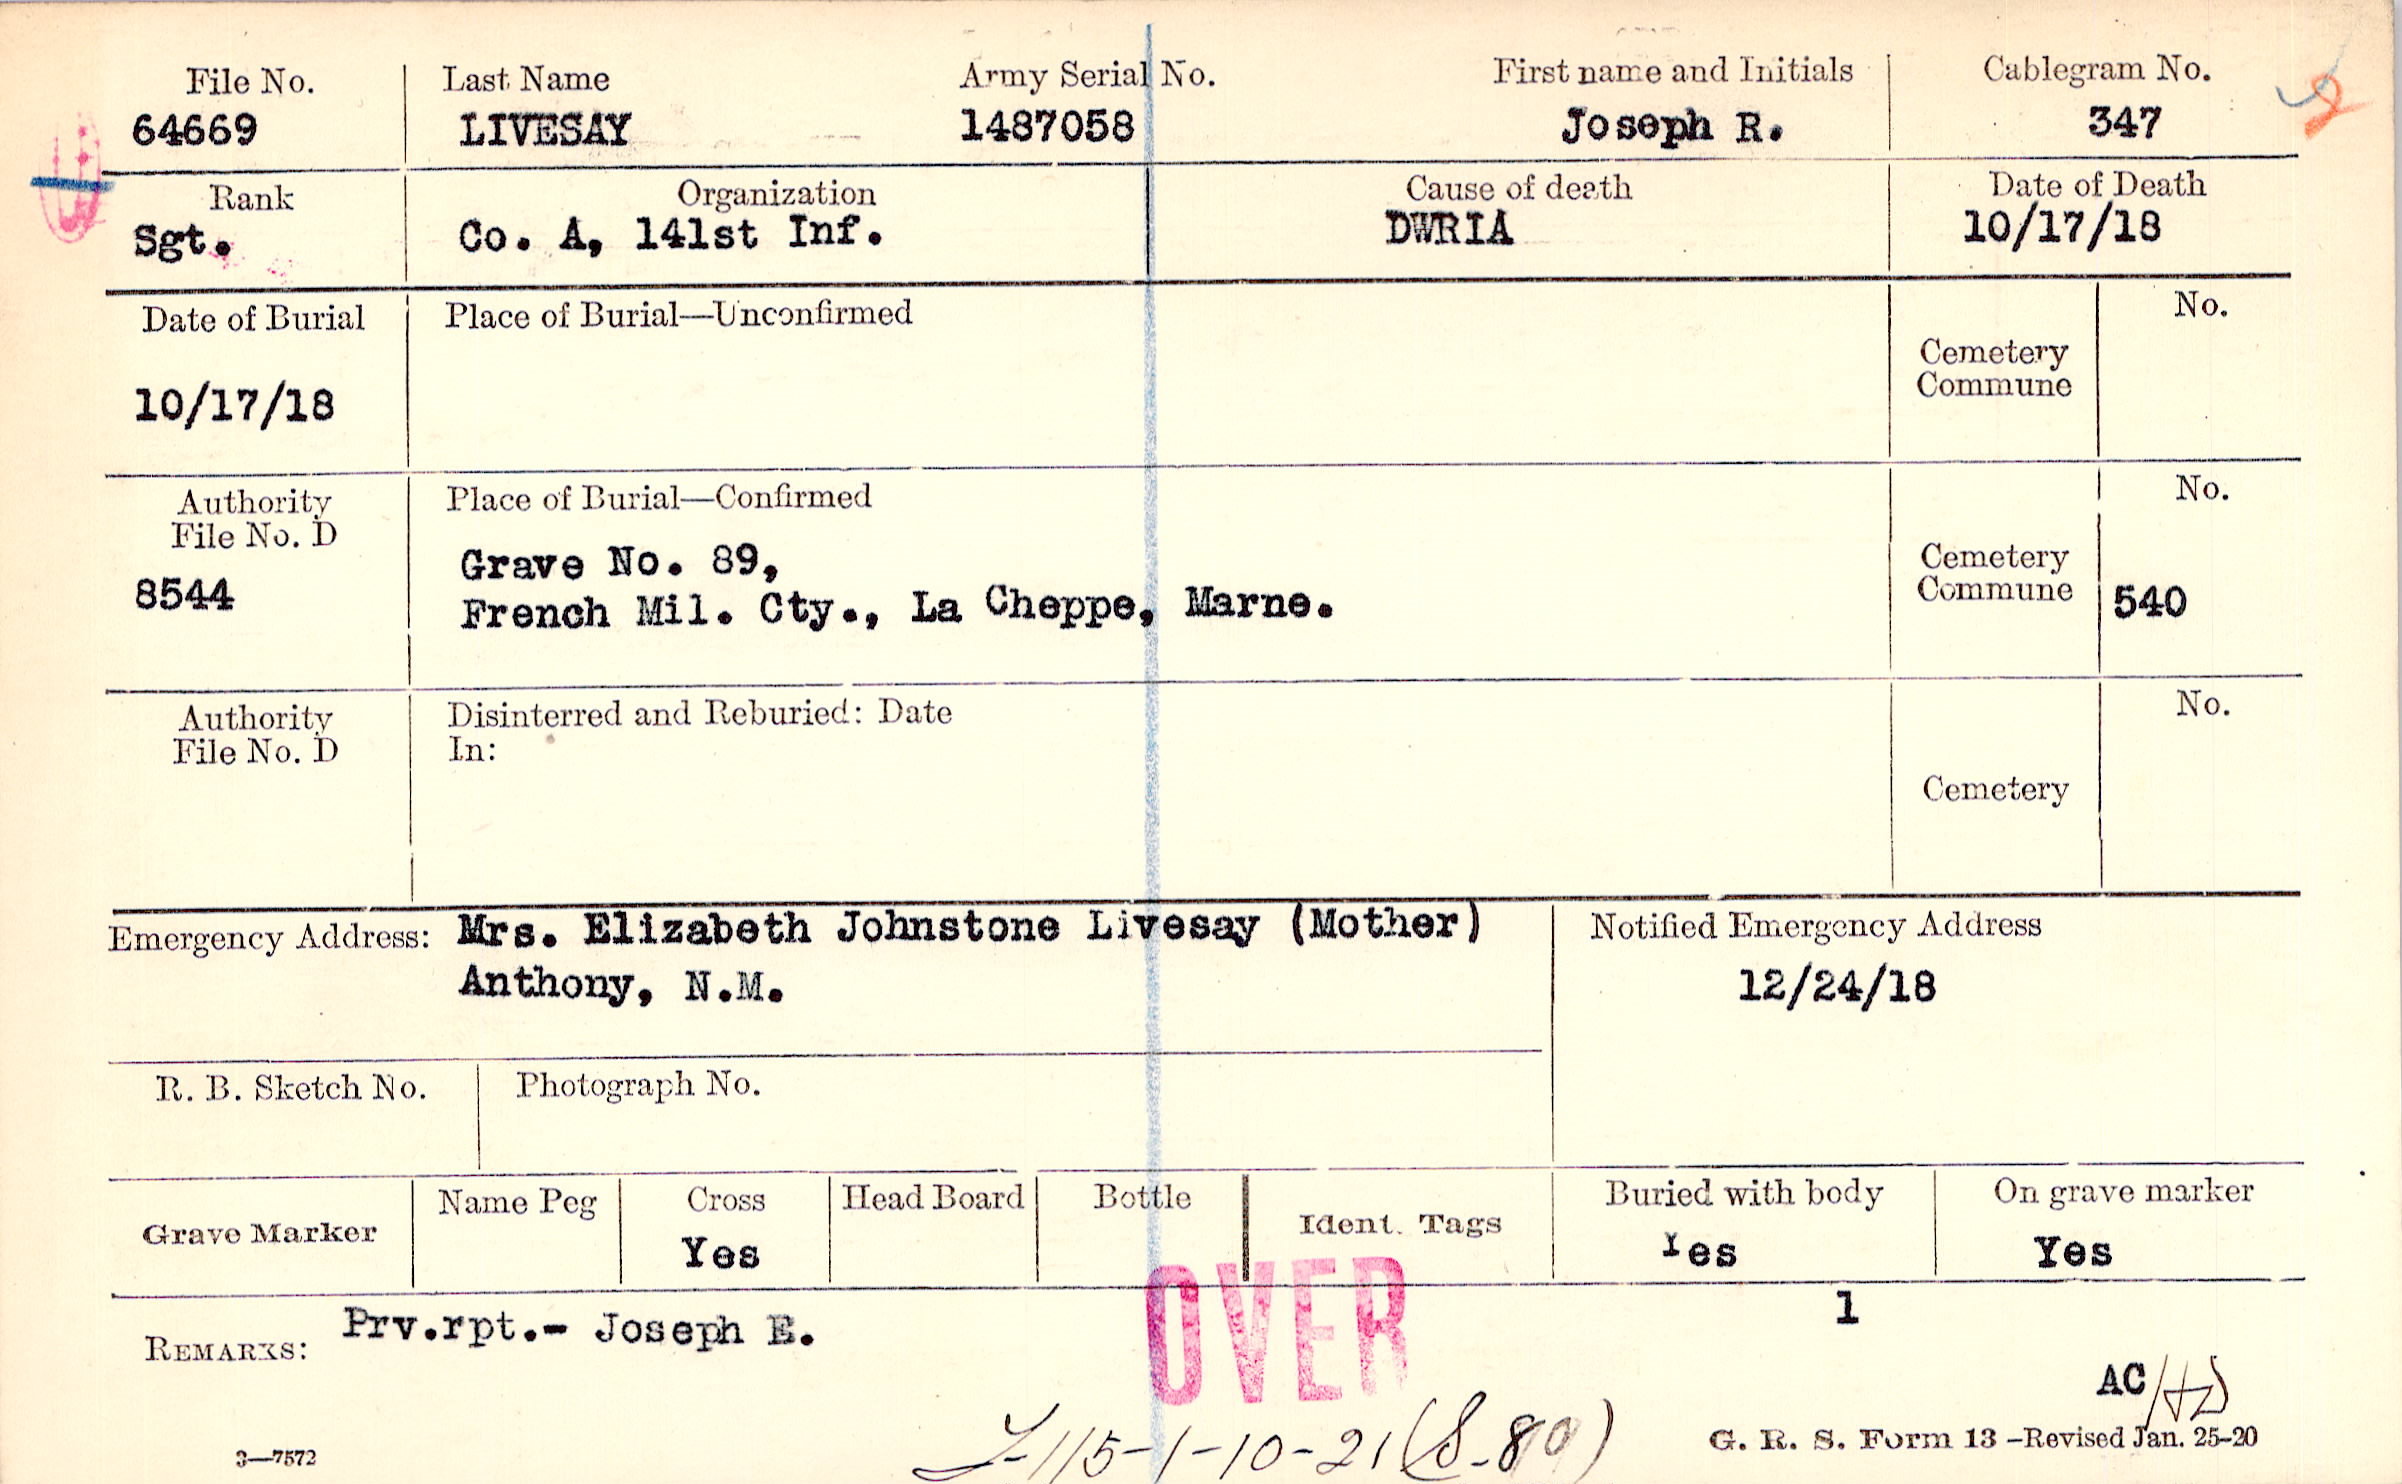 File No. Last Name Army Serial No. First name and Initials Cablegram No.
64669 LIVESAY 1487058 Joseph R. 347
Rank Organization Cause of death Date of Death
Sgt. Co. A, 141st Inf. DWRIA 10/17/18
Date of Burial Place of Burial—Unconfirmed No.
Cemetery
Commune
10/17/18
Authority Place of Burial—Confirmed No.
File No. D
Grave No. 89, Cemetery
8544 French Mil. Cty., La Cheppe, Marne. Commune 540
Authority Disinterred and Reburied: Date No.
File No. D In:
Cemetery
Emergency Address: Mrs. Elizabeth Johnstone Livesay (Mother) Notified Emergency Address
Anthony, N.M. 12/24/18
R. B. Sketch No. Photograph No.
Grave Marker Name Peg Cross Head Board Bottle Ident. Tags Buried with body On grave marker
Yes Yes Yes
OVER
1
REMARKS: Prv.rpt.- Joseph E.
AC
-115-1-10-21 (S-80)
3—7572 G. R. S. Form 13 —Revised Jan. 25-20